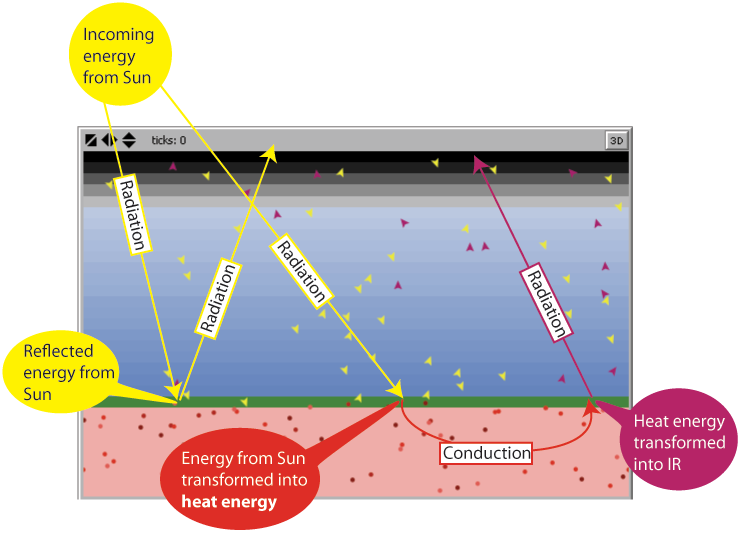 Incoming
energy
from Sun
ticks: 0
3D
Radiation
Radiation
Radiation
Radiation
Reflected
energy from
Sun
Energy from Sun
transformed into
heat energy
Conduction
Heat energy
transformed
into IR